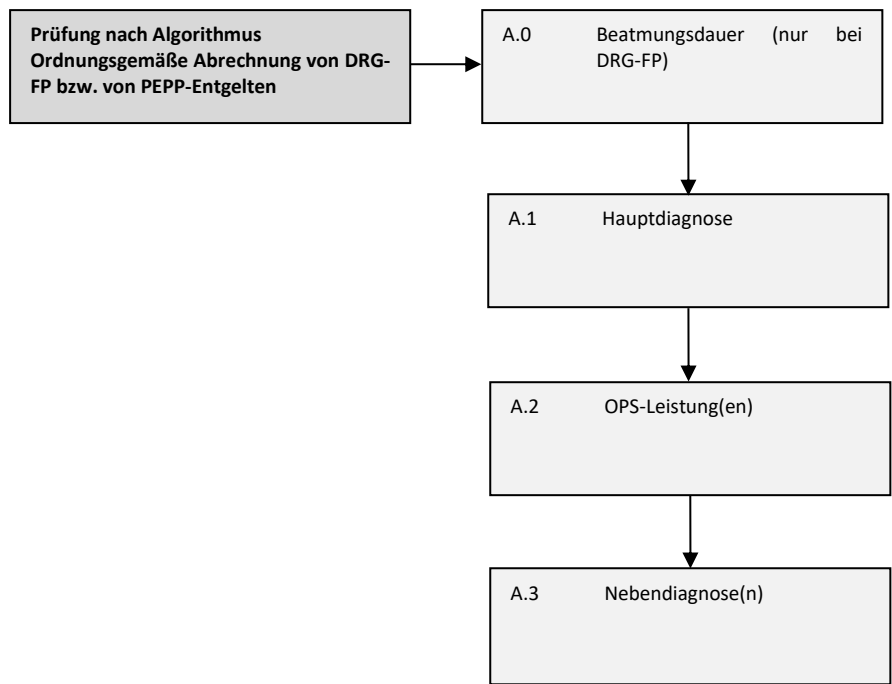 Prüfung nach Algorithmus
Ordnungsgemäße Abrechnung von DRG-
FP bzw. von PEPP-Entgelten
A.0 Beatmungsdauer (nur bei
DRG-FP)
A.1 Hauptdiagnose
A.2 OPS-Leistung(en)
A.3 Nebendiagnose(n)